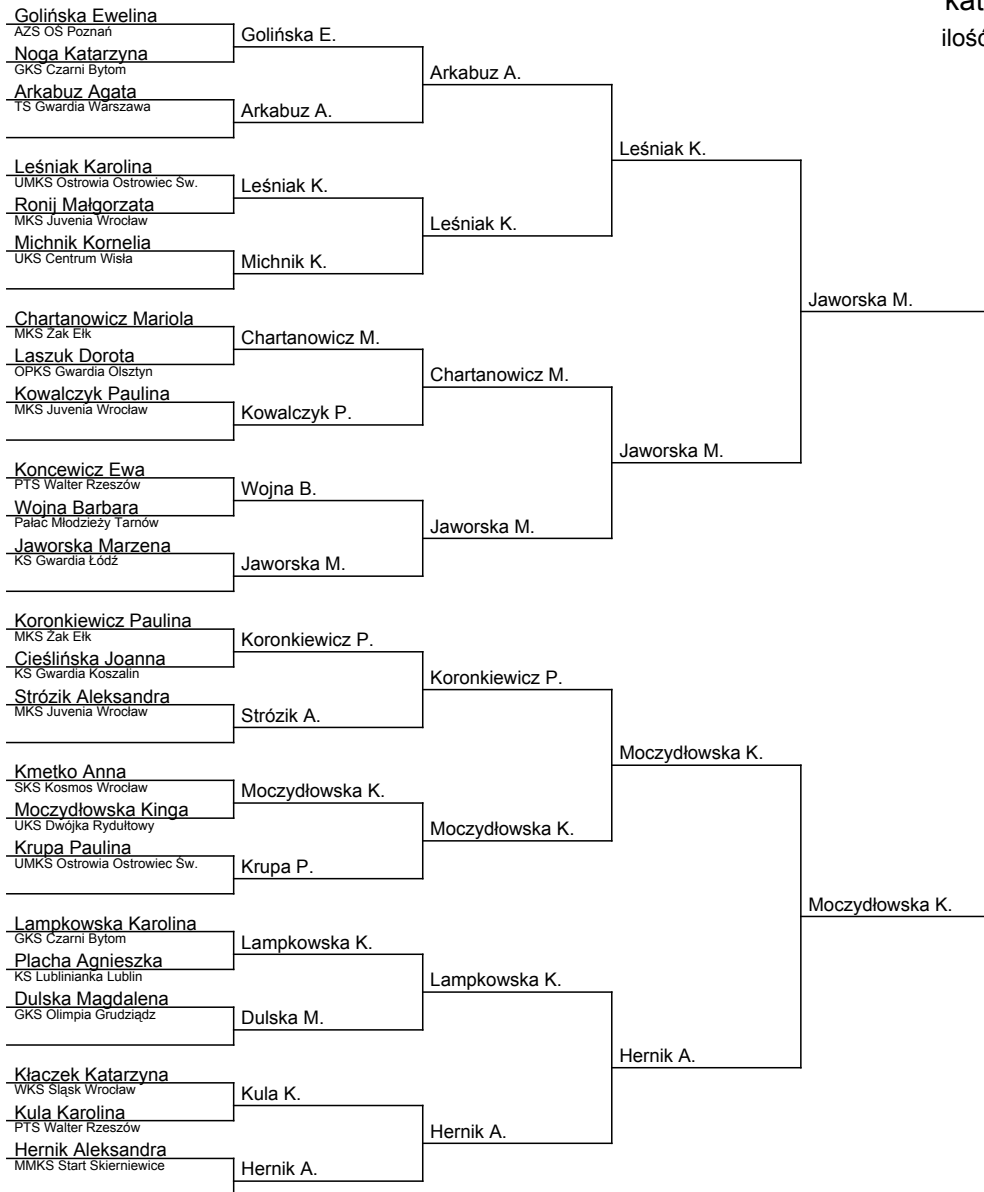 kat
ilość
Golińska Ewelina
AZS OŚ Poznań
Noga Katarzyna
GKS Czarni Bytom
Arkabuz Agata
TS Gwardia Warszawa
Leśniak Karolina
UMKS Ostrowia Ostrowiec Św.
Ronij Małgorzata
MKS Juvenia Wrocław
Michnik Kornelia
UKS Centrum Wisła
Chartanowicz Mariola
MKS Żak Ełk
Laszuk Dorota
OPKS Gwardia Olsztyn
Kowalczyk Paulina
MKS Juvenia Wrocław
Koncewicz Ewa
PTS Walter Rzeszów
Wojna Barbara
Pałac Młodzieży Tarnów
Jaworska Marzena
KS Gwardia Łódź
Koronkiewicz Paulina
MKS Żak Ełk
Cieślińska Joanna
KS Gwardia Koszalin
Strózik Aleksandra
MKS Juvenia Wrocław
Kmetko Anna
SKS Kosmos Wrocław
Moczydłowska Kinga
UKS Dwójka Rydułtowy
Krupa Paulina
UMKS Ostrowia Ostrowiec Św.
Lampkowska Karolina
GKS Czarni Bytom
Placha Agnieszka
KS Lublinianka Lublin
Dulska Magdalena
GKS Olimpia Grudziądz
Kłaczek Katarzyna
WKS Śląsk Wrocław
Kula Karolina
PTS Walter Rzeszów
Hernik Aleksandra
MMKS Start Skierniewice
Golińska E.
Arkabuz A.
Leśniak K.
Michnik K.
Chartanowicz M.
Kowalczyk P.
Wojna B.
Jaworska M.
Koronkiewicz P.
Strózik A.
Moczydłowska K.
Krupa P.
Lampkowska K.
Dulska M.
Kula K.
Hernik A.
Arkabuz A.
Leśniak K.
Chartanowicz M.
Jaworska M.
Koronkiewicz P.
Moczydłowska K.
Lampkowska K.
Hernik A.
Leśniak K.
Jaworska M.
Moczydłowska K.
Hernik A.
Jaworska M.
Moczydłowska K.